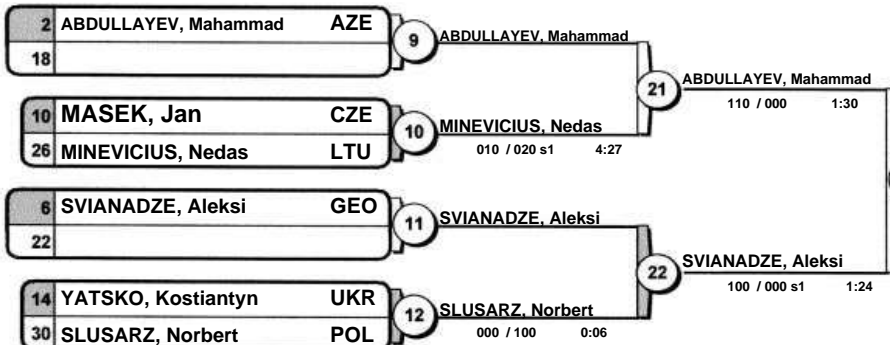 2 ABDULLAYEV, Mahammad AZE
18
9
ABDULLAYEV, Mahammad
10 MASEK, Jan CZE
26 MINEVICIUS, Nedas LTU
10
MINEVICIUS, Nedas
010 / 020 s1 4:27
21
ABDULLAYEV, Mahammad
110 / 000 1:30
6 SVIANADZE, Aleksi GEO
22
11
SVIANADZE, Aleksi
14 YATSKO, Kostiantyn UKR
30 SLUSARZ, Norbert POL
12
SLUSARZ, Norbert
000 / 100 0:06
22
SVIANADZE, Aleksi
100 / 000 s1 1:24